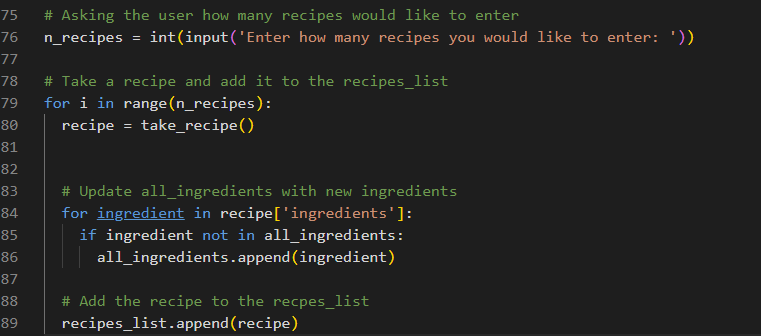 75 # Asking the user how many recipes would like to enter
76 n_recipes = int(input('Enter how many recipes you would like to enter: '))
77
78 # Take a recipe and add it to the recipes_list
79 for i in range(n_recipes):
80 recipe = take_recipe()
81
82
83 # Update all_ingredients with new ingredients
84 for ingredient in recipe['ingredients']:
85 if ingredient not in all_ingredients:
86 all_ingredients.append(ingredient)
87
88 # Add the recipe to the recpes_list
89 recipes_list.append(recipe)